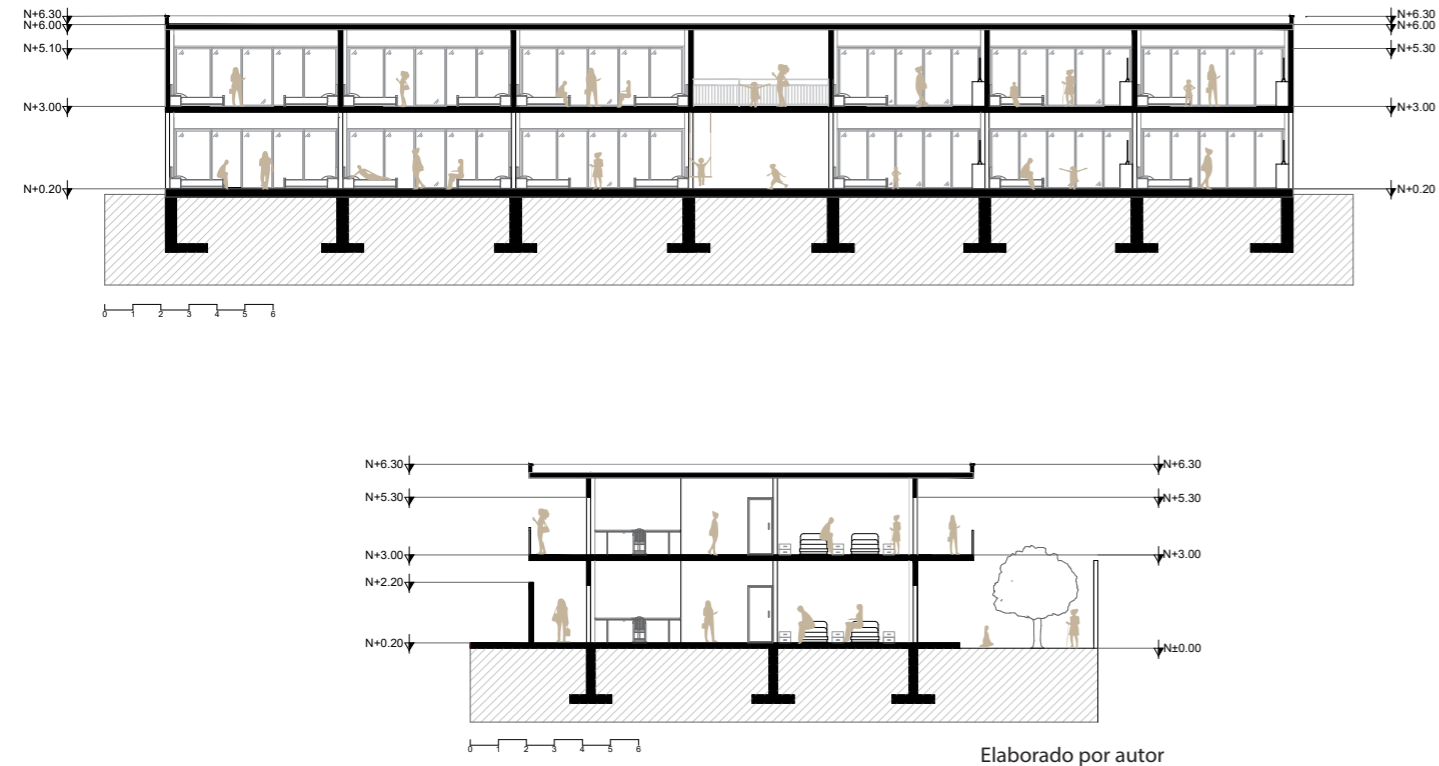 N+6.30 N+6.30
N+6.00 N+6.00
N+5.10 N+5.30
N+3.00 N+3.00
N+0.20 N+0.20
0 1 2 3 4 5 6
N+6.30 N+6.30
N+5.30 N+5.30
N+3.00 N+3.00
N+2.20
N+0.20 N±0.00
0 1 2 3 4 5 6
Elaborado por autor